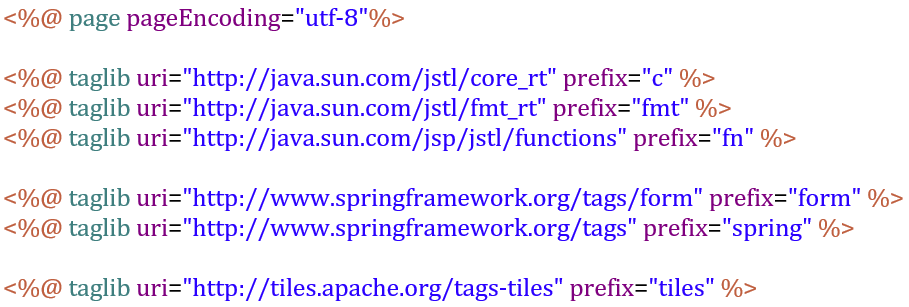 <%@ page pageEncoding="utf-8"%>
<%@ taglib uri="http://java.sun.com/jstl/core_rt" prefix="c" %>
<%@ taglib uri="http://java.sun.com/jstl/fmt_rt" prefix="fmt" %>
<%@ taglib uri="http://java.sun.com/jsp/jstl/functions" prefix="fn" %>
<%@ taglib uri="http://www.springframework.org/tags/form" prefix="form" %>
<%@ taglib uri="http://www.springframework.org/tags" prefix="spring" %>
<%@ taglib uri="http://tiles.apache.org/tags-tiles" prefix="tiles" %>